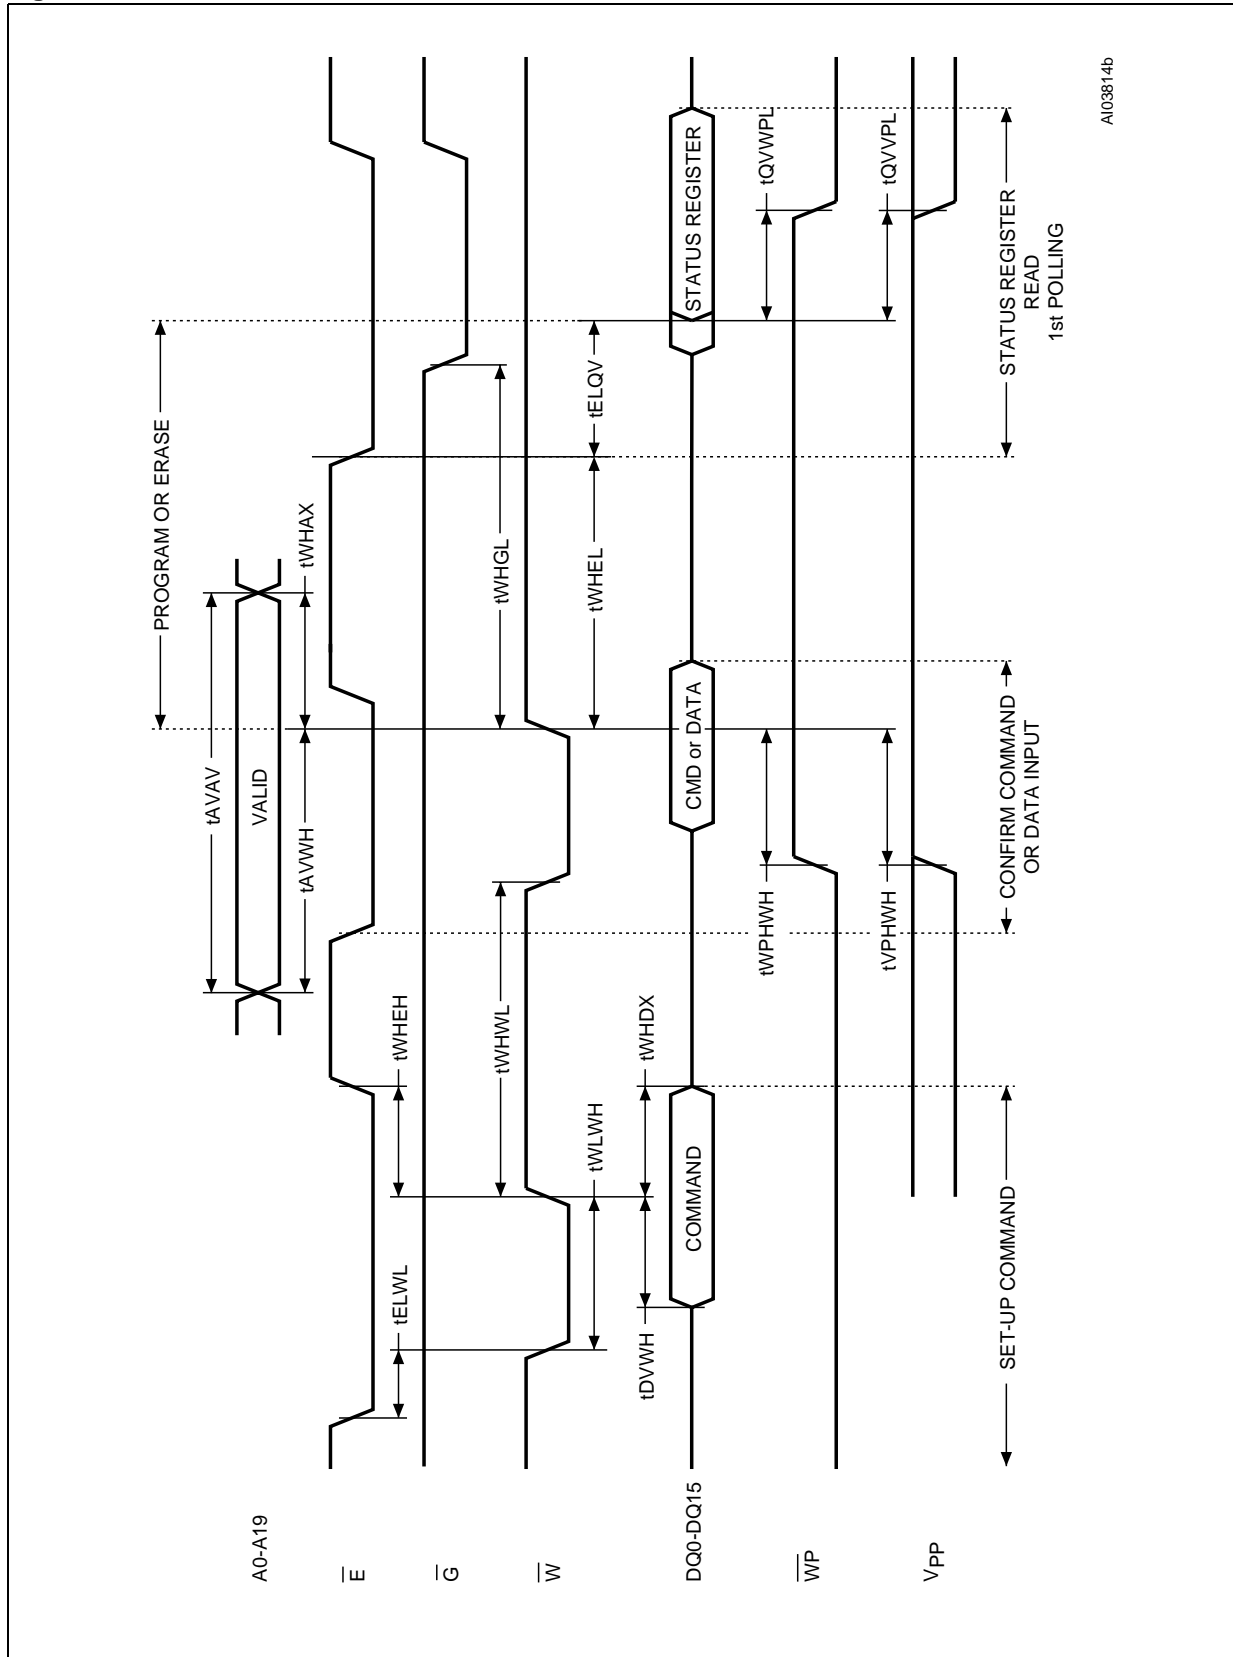 A0-A19
VALID
tAVAV
tAVWH
tWHAX
PROGRAM OR ERASE
E
tELWL
tWHEH
G
tWHWL
tWHGL
W
tWLWH
tWHEL
tELQV
tDVWH
tWHDX
DQ0-DQ15
COMMAND
CMD or DATA
STATUS REGISTER
WP
tWPHWH
tQVWPL
VPP
tVPHWH
tQVVPL
SET-UP COMMAND
CONFIRM COMMAND
OR DATA INPUT
STATUS REGISTER
READ
1st POLLING
AI03814b